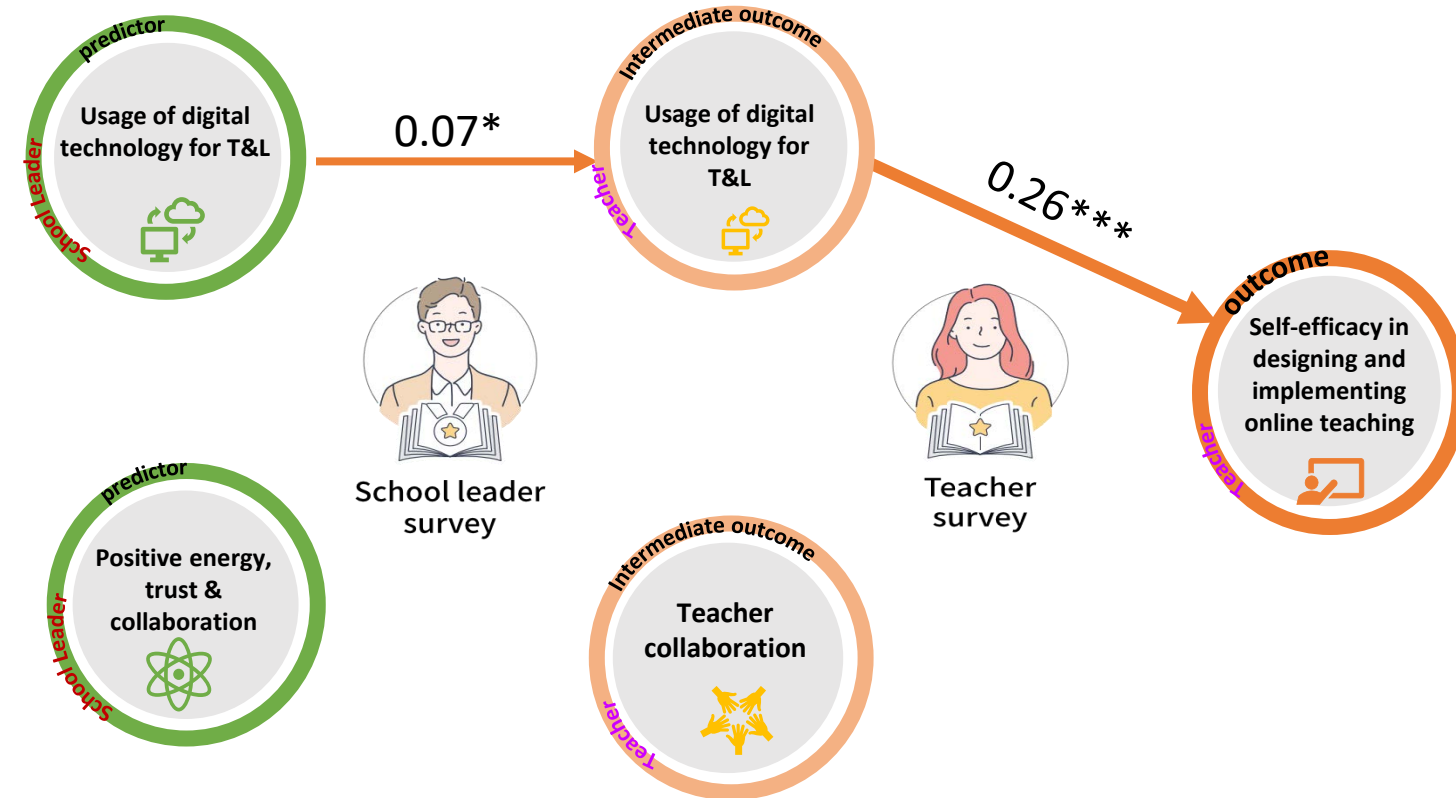 predictor
Usage of digital
technology for T&L
School Leader
0.07*
Intermediate outcome
Usage of digital
technology for
T&L
Teacher
0.26***
outcome
Self-efficacy in
designing and
implementing
online teaching
Teacher
School leader
survey
Teacher
survey
predictor
Positive energy,
trust &
collaboration
School Leader
Intermediate outcome
Teacher
collaboration
Teacher